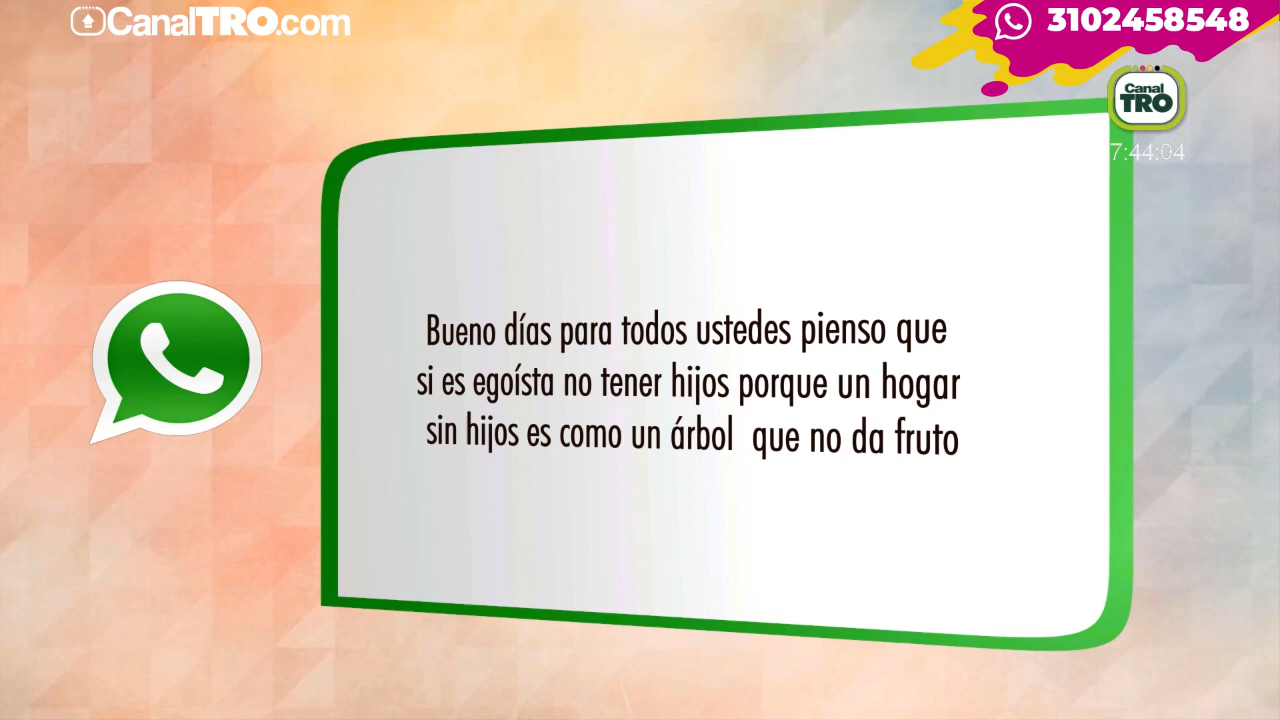 CanalTRO.com
3102458548
Canal
TRO
7:44:04
Bueno días para todos ustedes pienso que
si es egoísta no tener hijos porque un hogar
sin hijos es como un árbol que no da fruto